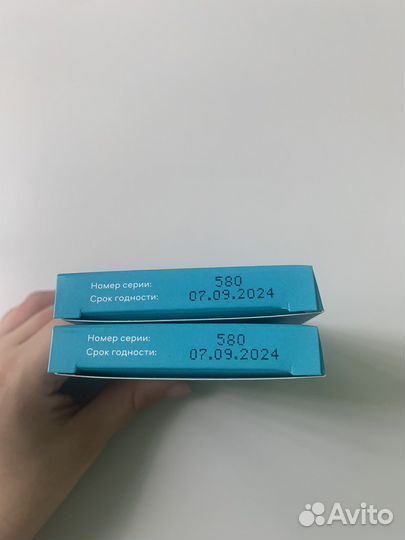 Номер серии: 580
Срок годности: 07.09.2024
Номер серии: 580
Срок годности: 07.09.2024
Avito